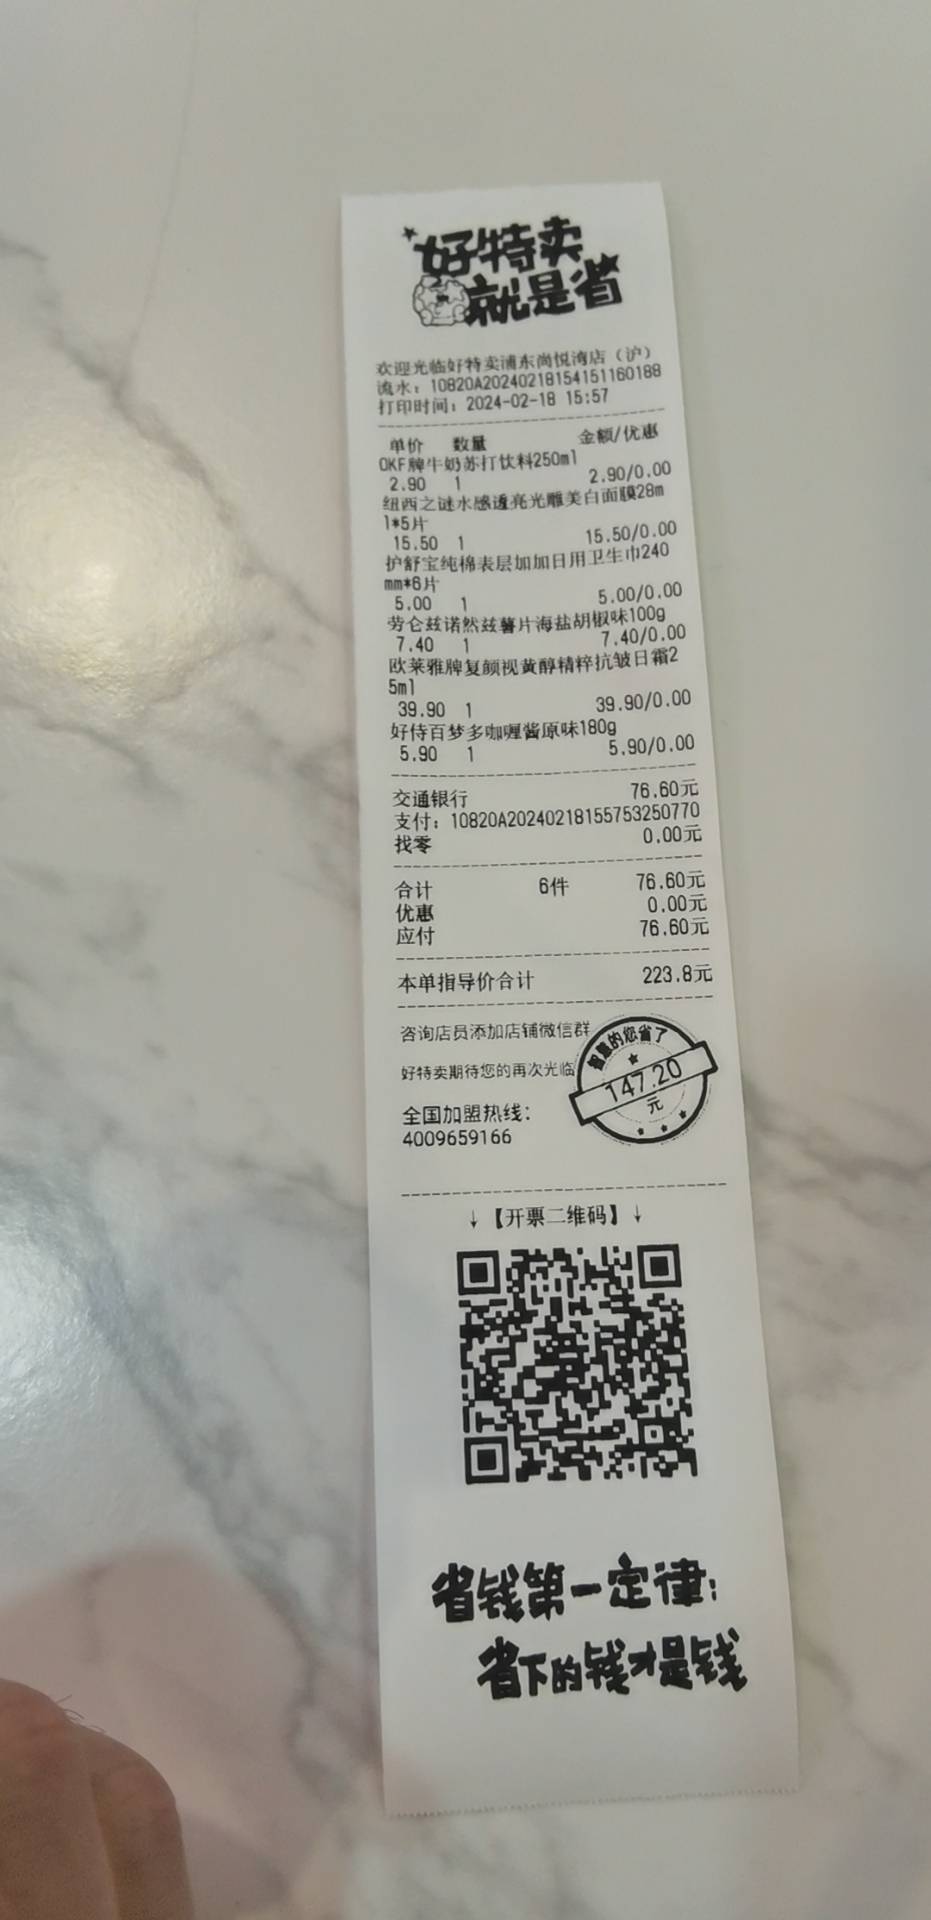 好特卖
就是省
欢迎光临好特卖浦东尚悦湾店（沪）
流水：10820A20240218154151160188
打印时间：2024-02-18 15:57
单价 数量 金额/优惠
OKF牌牛奶苏打饮料250ml
2.90 1 2.90/0.00
纽西之谜水感透亮光雕美白面膜28m
l*5片
15.50 1 15.50/0.00
护舒宝纯棉表层加加日用卫生巾240
mm*6片
5.00 1 5.00/0.00
劳仑兹诺然兹薯片海盐胡椒味100g
7.40 1 7.40/0.00
欧莱雅牌复颜视黄醇精粹抗皱日霜2
5ml
39.90 1 39.90/0.00
好侍百梦多咖喱酱原味180g
5.90 1 5.90/0.00
交通银行 76.60元
支付：10820A20240218155753250770
找零 0.00元
合计 6件 76.60元
优惠 0.00元
应付 76.60元
本单指导价合计 223.8元
咨询店员添加店铺微信群
好特卖期待您的再次光临
智慧的您省了
147.20
元
全国加盟热线：
4009659166
↓【开票二维码】↓
省钱第一定律：
省下的钱才是钱